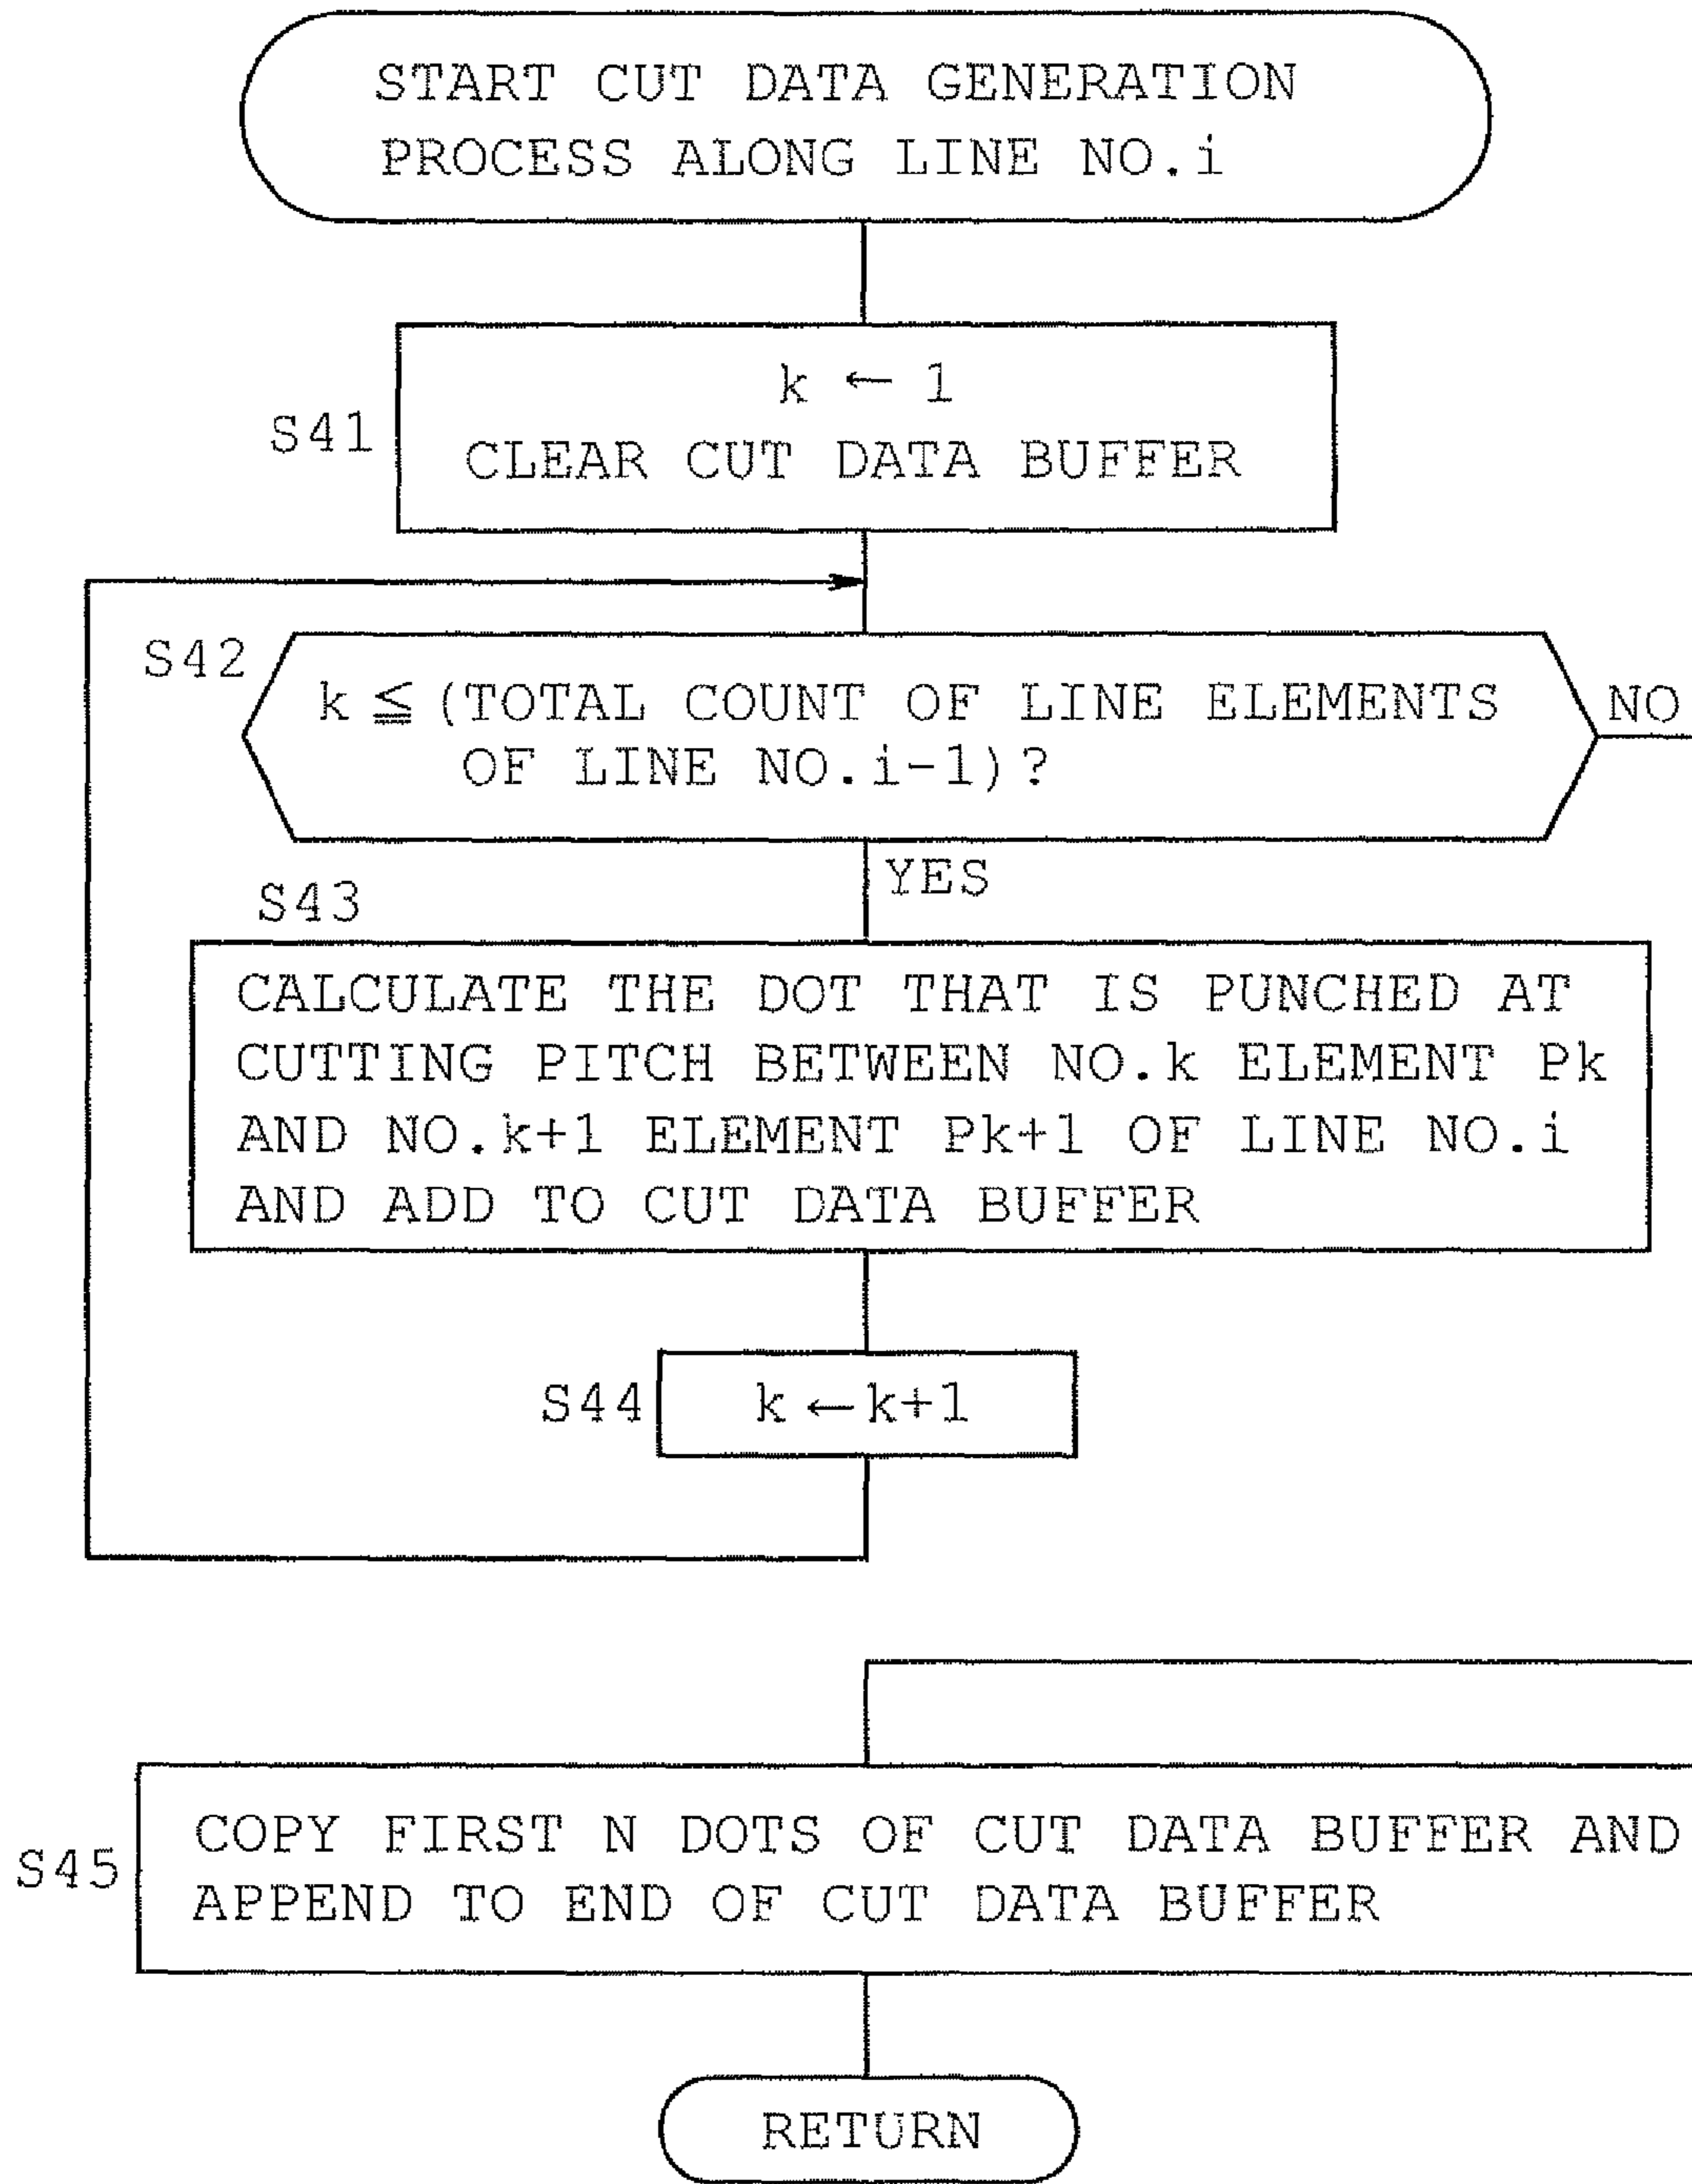 START CUT DATA GENERATION
PROCESS ALONG LINE NO.i
S41
k ← 1
CLEAR CUT DATA BUFFER
S42
k ≦ (TOTAL COUNT OF LINE ELEMENTS
OF LINE NO.i-1)?
NO
YES
S43
CALCULATE THE DOT THAT IS PUNCHED AT
CUTTING PITCH BETWEEN NO.k ELEMENT Pk
AND NO.k+1 ELEMENT Pk+1 OF LINE NO.i
AND ADD TO CUT DATA BUFFER
S44
k ← k+1
S45
COPY FIRST N DOTS OF CUT DATA BUFFER AND
APPEND TO END OF CUT DATA BUFFER
RETURN